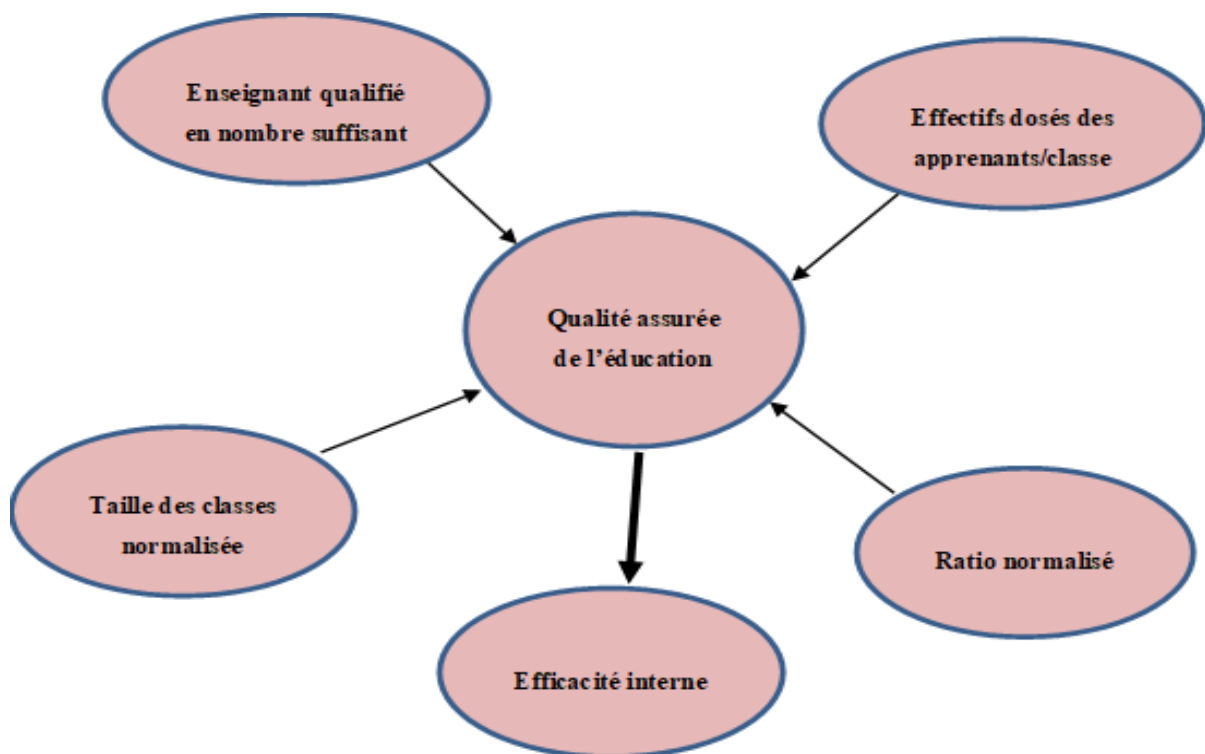 Enseignant qualifié
en nombre suffisant
Effectifs dosés des
apprenants/classe
Qualité assurée
de l’éducation
Taille des classes
normalisée
Ratio normalisé
Efficacité interne